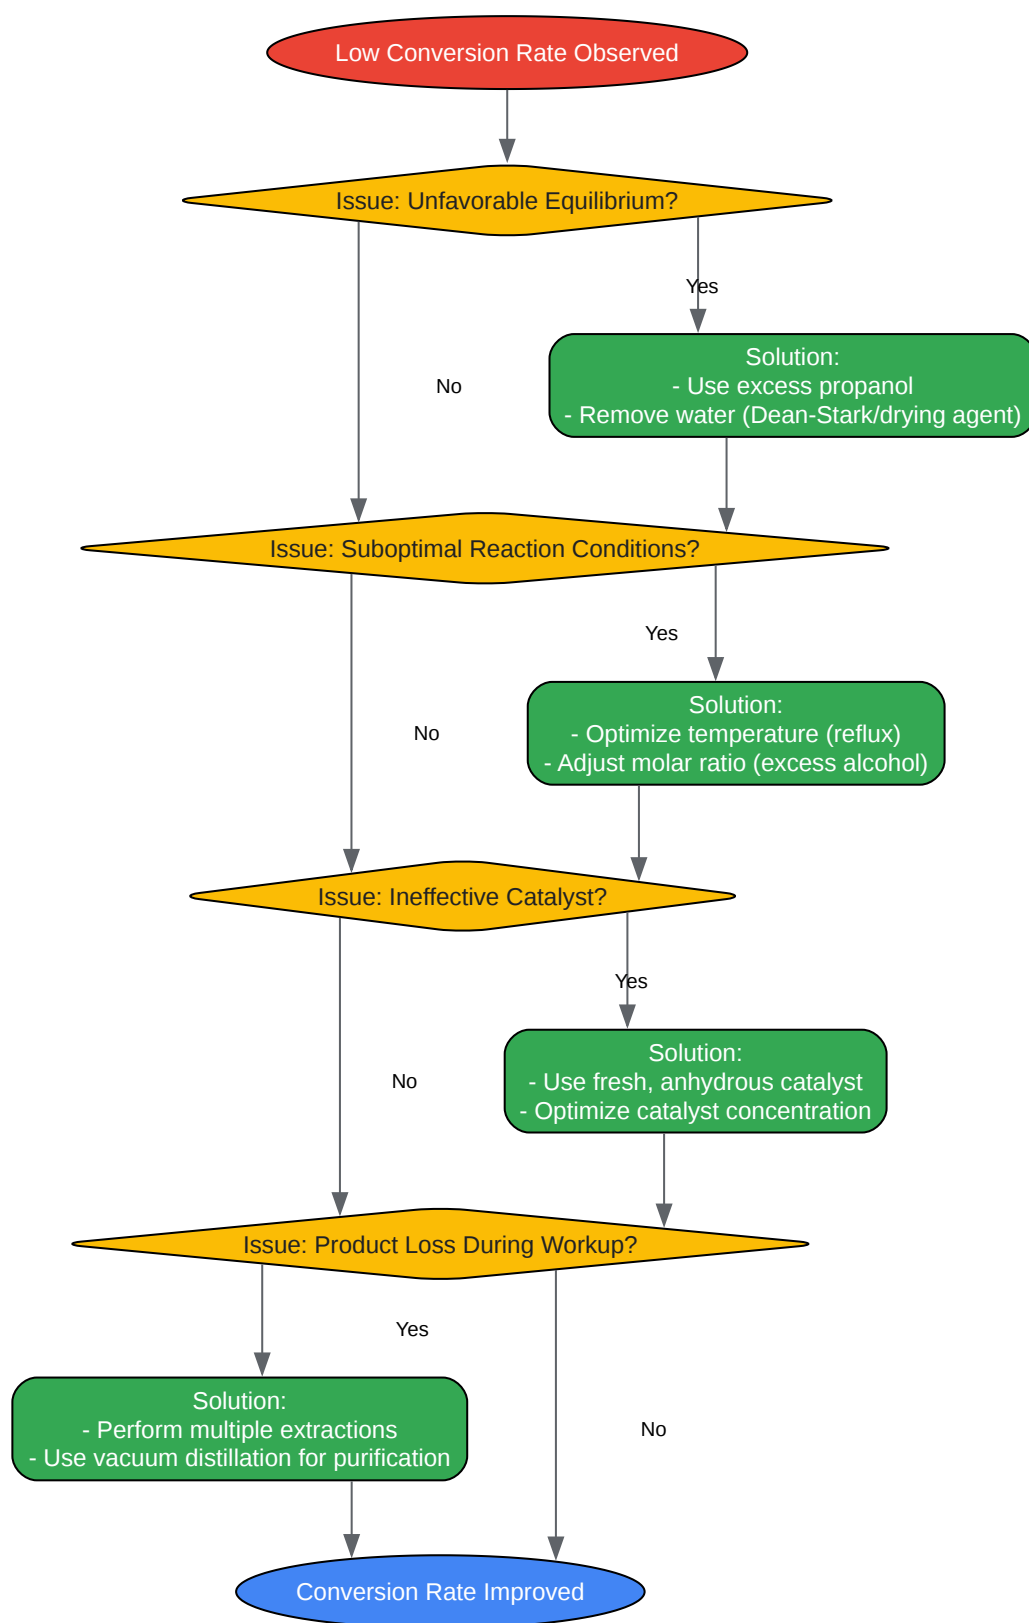 Low Conversion Rate Observed
Issue: Unfavorable Equilibrium?
Yes
Solution:
- Use excess propanol
- Remove water (Dean-Stark/drying agent)
No
Issue: Suboptimal Reaction Conditions?
Yes
Solution:
- Optimize temperature (reflux)
- Adjust molar ratio (excess alcohol)
No
Issue: Ineffective Catalyst?
Yes
Solution:
- Use fresh, anhydrous catalyst
- Optimize catalyst concentration
No
Issue: Product Loss During Workup?
Yes
Solution:
- Perform multiple extractions
- Use vacuum distillation for purification
No
Conversion Rate Improved